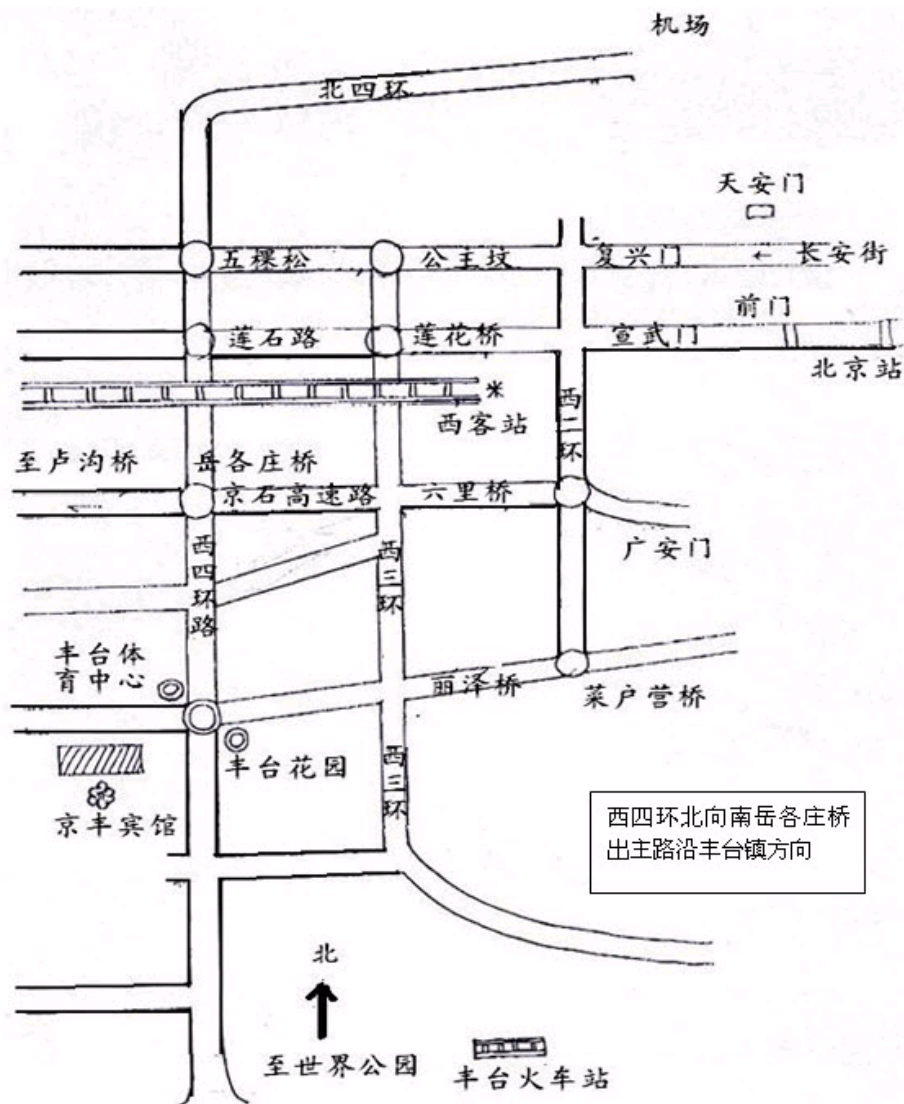 机场
北四环
天安门
五棵松
公主坟
复兴门
← 长安街
前门
莲石路
莲花桥
宣武门
北京站
西客站
西二环
至卢沟桥
岳各庄桥
京石高速路
六里桥
广安门
西四环路
西三环
丰台体
育中心
丽泽桥
菜户营桥
丰台花园
西三环
京丰宾馆
西四环北向南岳各庄桥
出主路沿丰台镇方向
北
至世界公园
丰台火车站